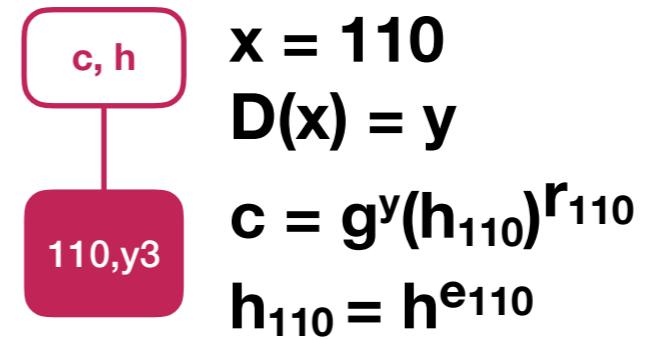 c, h
110,y3
x = 110
D(x) = y
c = gʸ(h₁₁₀)ʳ¹¹⁰
h₁₁₀ = hᵉ¹¹⁰